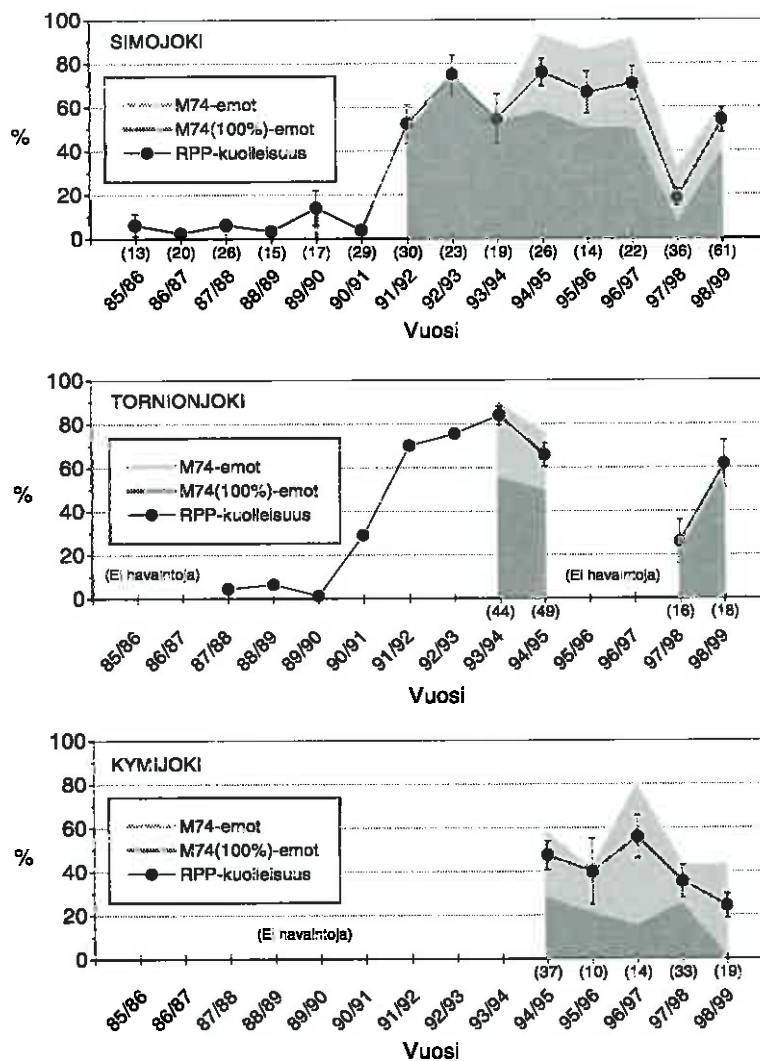 SIMOJOKI
M74-emot
M74(100%)-emot
RPP-kuolleisuus
100
80
60
40
20
0
%
(13) (20) (26) (15) (17) (29) (30) (23) (19) (26) (14) (22) (36) (61)
85/86 86/87 87/88 88/89 89/90 90/91 91/92 92/93 93/94 94/95 95/96 96/97 97/98 98/99
Vuosi
TORNIONJOKI
M74-emot
M74(100%)-emot
RPP-kuolleisuus
100
80
60
40
20
0
%
(Ei havaintoja) (Ei havaintoja)
(44) (49) (16) (18)
85/86 86/87 87/88 88/89 89/90 90/91 91/92 92/93 93/94 94/95 95/96 96/97 97/98 98/99
Vuosi
KYMIJOKI
M74-emot
M74(100%)-emot
RPP-kuolleisuus
100
80
60
40
20
0
%
(Ei havaintoja)
(37) (10) (14) (33) (19)
85/86 86/87 87/88 88/89 89/90 90/91 91/92 92/93 93/94 94/95 95/96 96/97 97/98 98/99
Vuosi